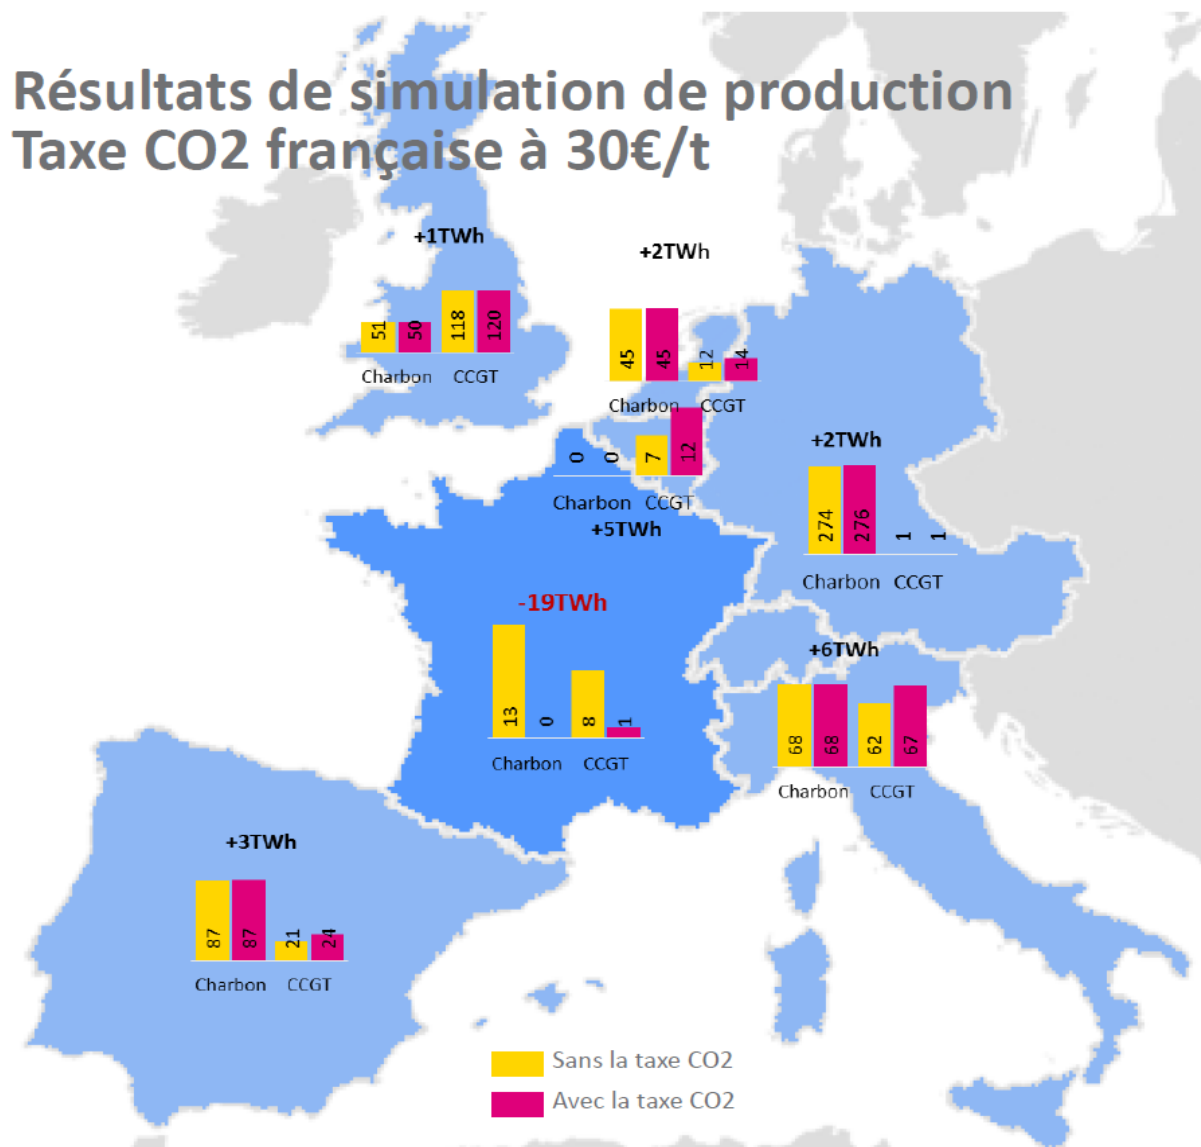 Résultats de simulation de production
Taxe CO2 française à 30€/t
+1TWh
51 50 118 120
Charbon CCGT
+2TWh
45 45 12 14
Charbon CCGT
0 0 7 12
Charbon CCGT
+5TWh
+2TWh
274 276 1 1
Charbon CCGT
-19TWh
13 0 8 1
Charbon CCGT
+6TWh
68 68 62 67
Charbon CCGT
+3TWh
87 87 21 24
Charbon CCGT
Sans la taxe CO2
Avec la taxe CO2